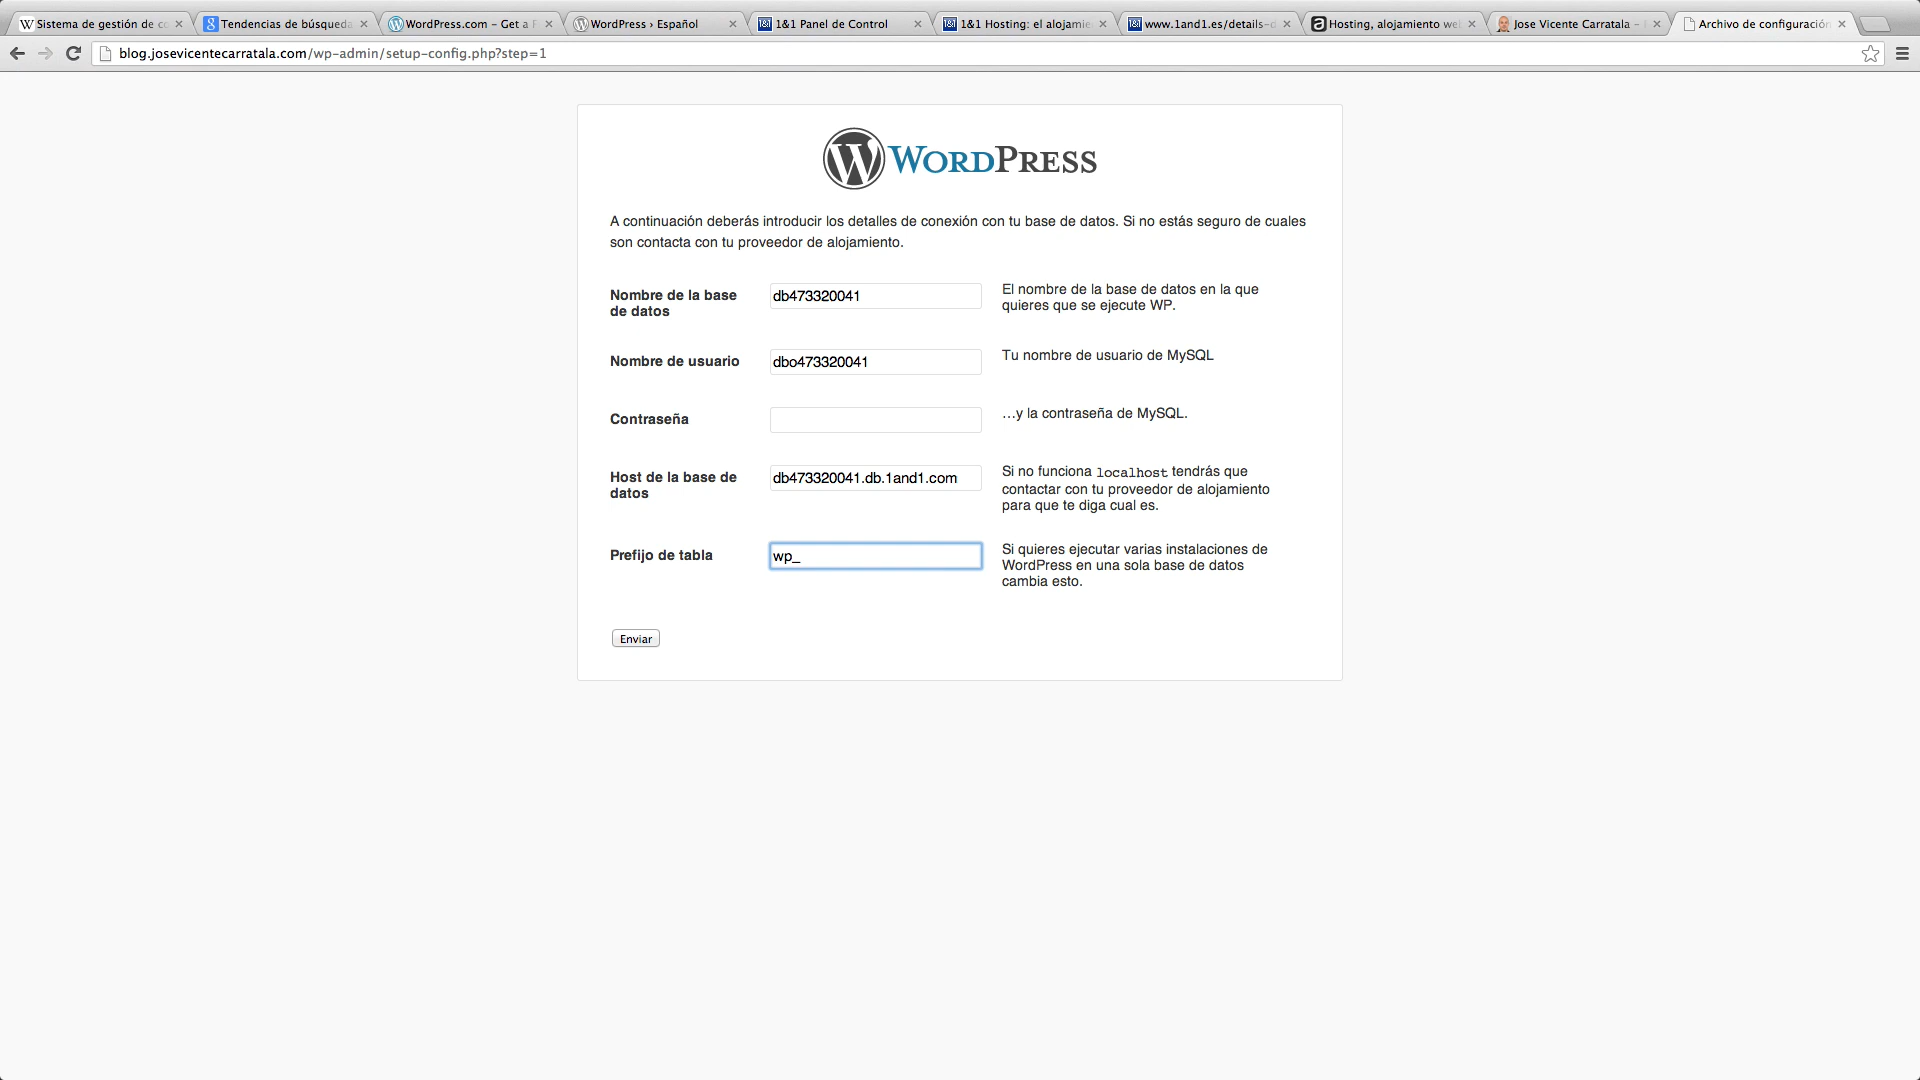 Sistema de gestión de co
Tendencias de búsqueda
WordPress.com – Get a F
WordPress › Español
1&1 Panel de Control
1&1 Hosting: el alojamie
www.1and1.es/details-d
Hosting, alojamiento we
Jose Vicente Carratala –
Archivo de configuración
blog.josevicentecarratala.com/wp-admin/setup-config.php?step=1
WORDPRESS
A continuación deberás introducir los detalles de conexión con tu base de datos. Si no estás seguro de cuales
son contacta con tu proveedor de alojamiento.
Nombre de la base
de datos
db473320041
El nombre de la base de datos en la que
quieres que se ejecute WP.
Nombre de usuario
dbo473320041
Tu nombre de usuario de MySQL
Contraseña
…y la contraseña de MySQL.
Host de la base de
datos
db473320041.db.1and1.com
Si no funciona localhost tendrás que
contactar con tu proveedor de alojamiento
para que te diga cual es.
Prefijo de tabla
wp_
Si quieres ejecutar varias instalaciones de
WordPress en una sola base de datos
cambia esto.
Enviar